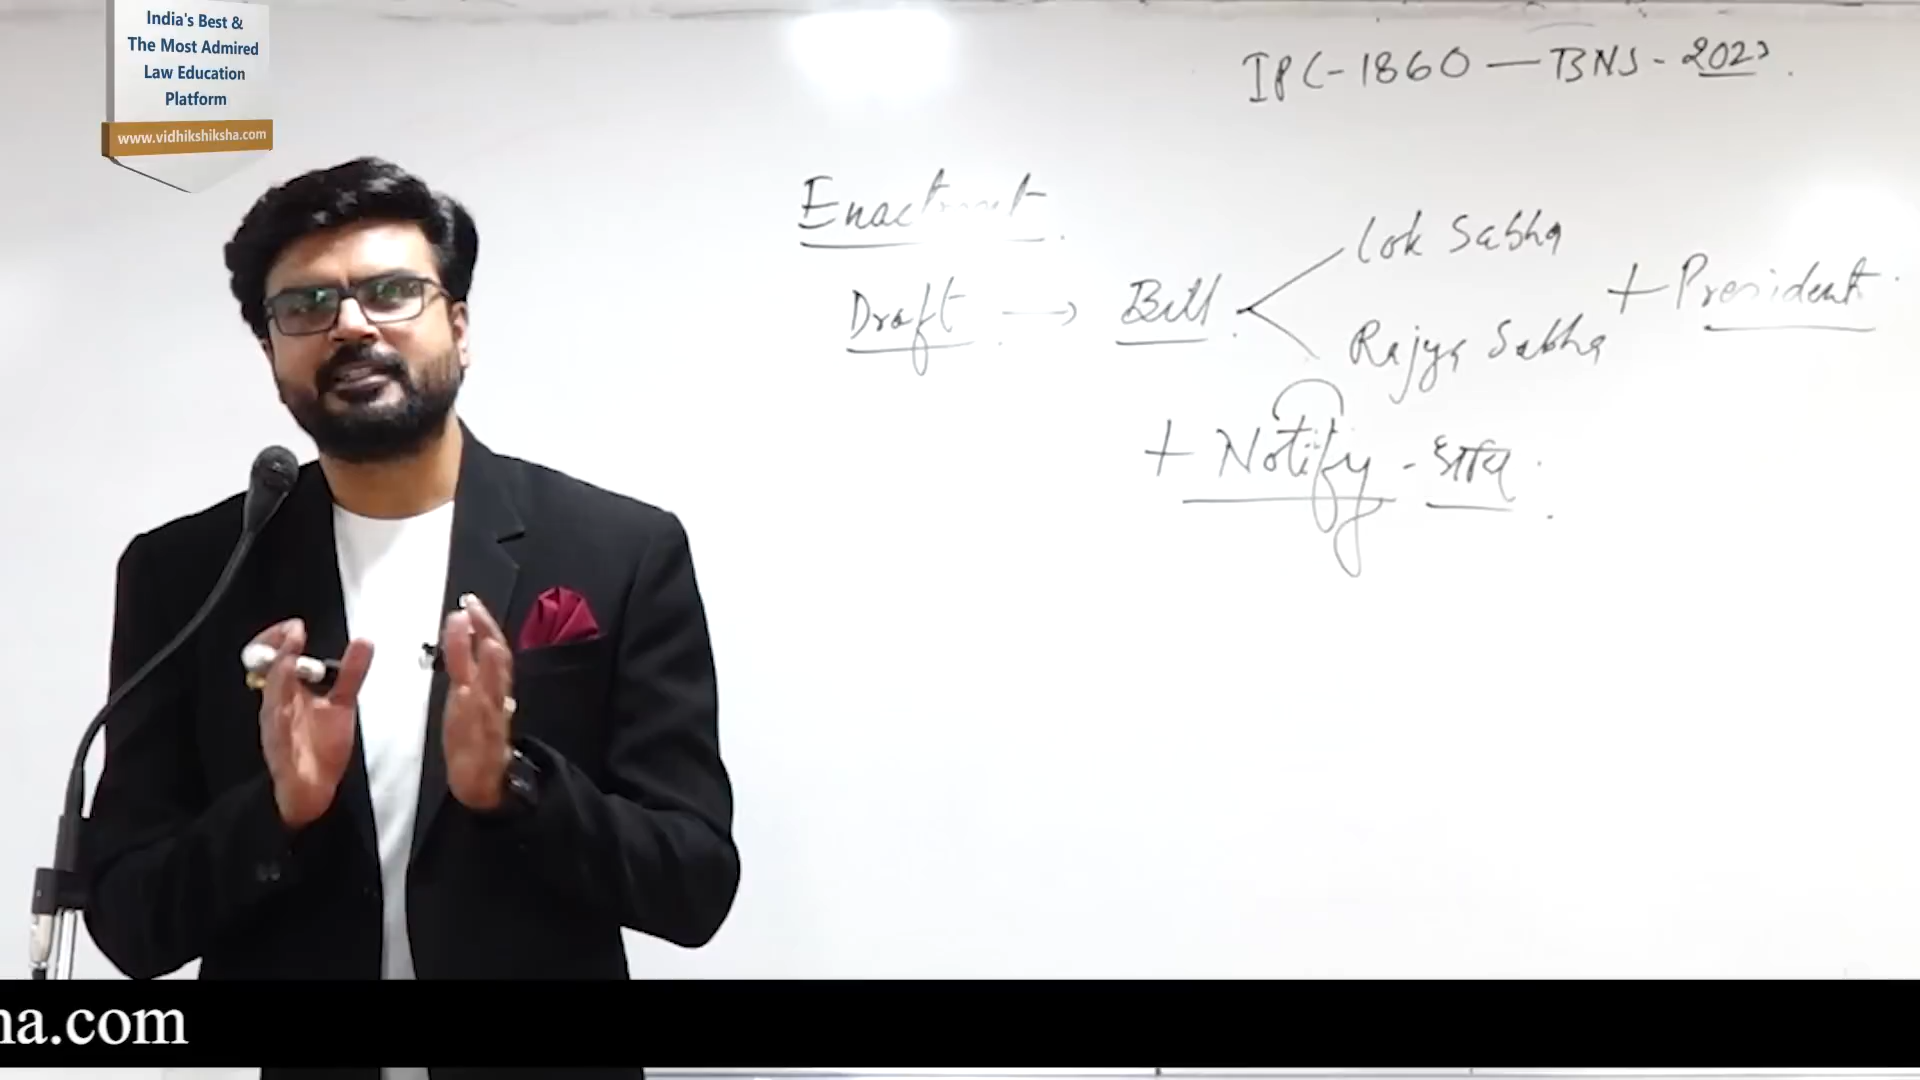 India's Best &
The Most Admired
Law Education
Platform
www.vidhikshiksha.com
IPC-1860 — BNS - 2023
Enactment
Draft → Bill
Lok Sabha
Rajya Sabha
+ President
+ Notify -
na.com